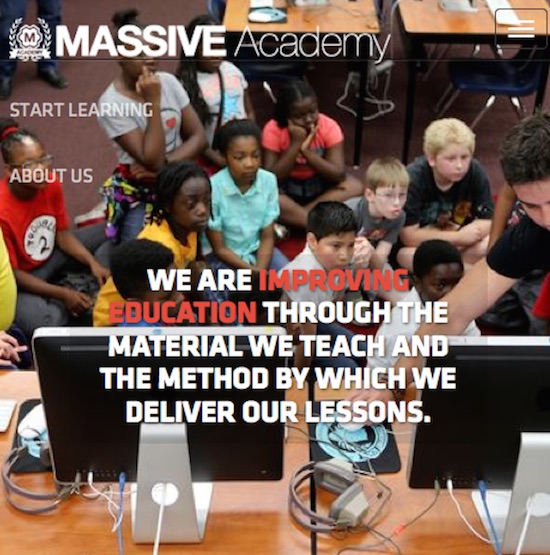 MASSIVE Academy
START LEARNING
ABOUT US
WE ARE IMPROVING
EDUCATION THROUGH THE
MATERIAL WE TEACH AND
THE METHOD BY WHICH WE
DELIVER OUR LESSONS.